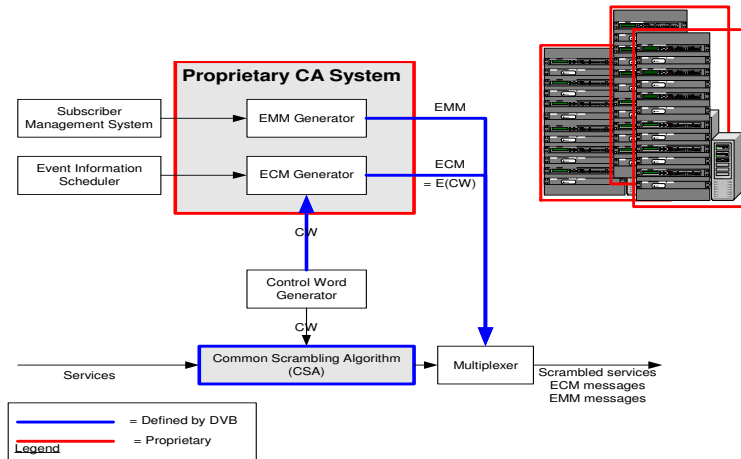 Proprietary CA System
Subscriber
Management System
EMM Generator
EMM
Event Information
Scheduler
ECM Generator
ECM
= E(CW)
CW
Control Word
Generator
CW
Services
Common Scrambling Algorithm
(CSA)
Multiplexer
Scrambled services
ECM messages
EMM messages
= Defined by DVB
= Proprietary
Legend